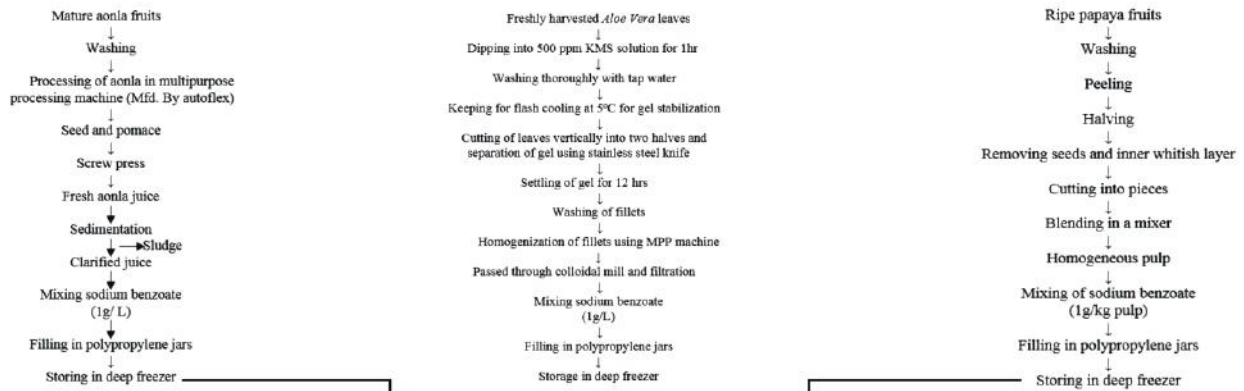 Mature aonla fruits
Washing
Processing of aonla in multipurpose
processing machine (Mfd. By autoflex)
Seed and pomace
Screw press
Fresh aonla juice
Sedimentation
Sludge
Clarified juice
Mixing sodium benzoate
(1g/ L)
Filling in polypropylene jars
Storing in deep freezer
Freshly harvested Aloe Vera leaves
Dipping into 500 ppm KMS solution for 1hr
Washing thoroughly with tap water
Keeping for flash cooling at 5ºC for gel stabilization
Cutting of leaves vertically into two halves and
separation of gel using stainless steel knife
Settling of gel for 12 hrs
Washing of fillets
Homogenization of fillets using MPP machine
Passed through colloidal mill and filtration
Mixing sodium benzoate
(1g/L)
Filling in polypropylene jars
Storage in deep freezer
Ripe papaya fruits
Washing
Peeling
Halving
Removing seeds and inner whitish layer
Cutting into pieces
Blending in a mixer
Homogeneous pulp
Mixing of sodium benzoate
(1g/kg pulp)
Filling in polypropylene jars
Storing in deep freezer